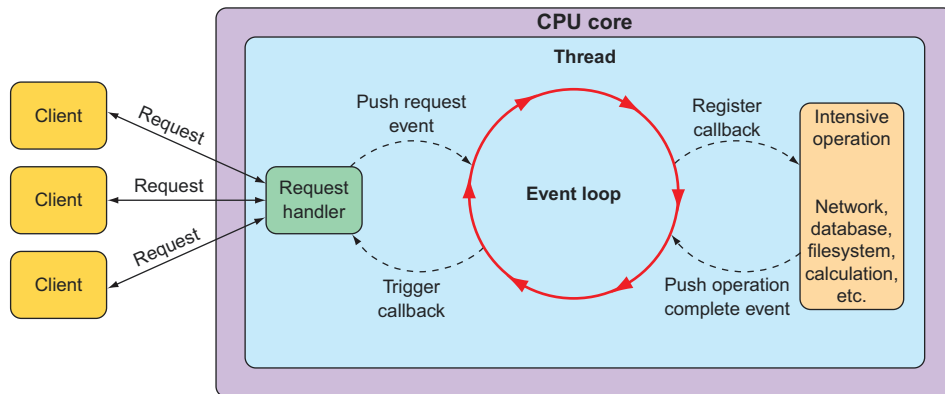 CPU core
Thread
Client
Client
Client
Request
Request
Request
Request
handler
Push request
event
Trigger
callback
Event loop
Register
callback
Push operation
complete event
Intensive
operation
Network,
database,
filesystem,
calculation,
etc.